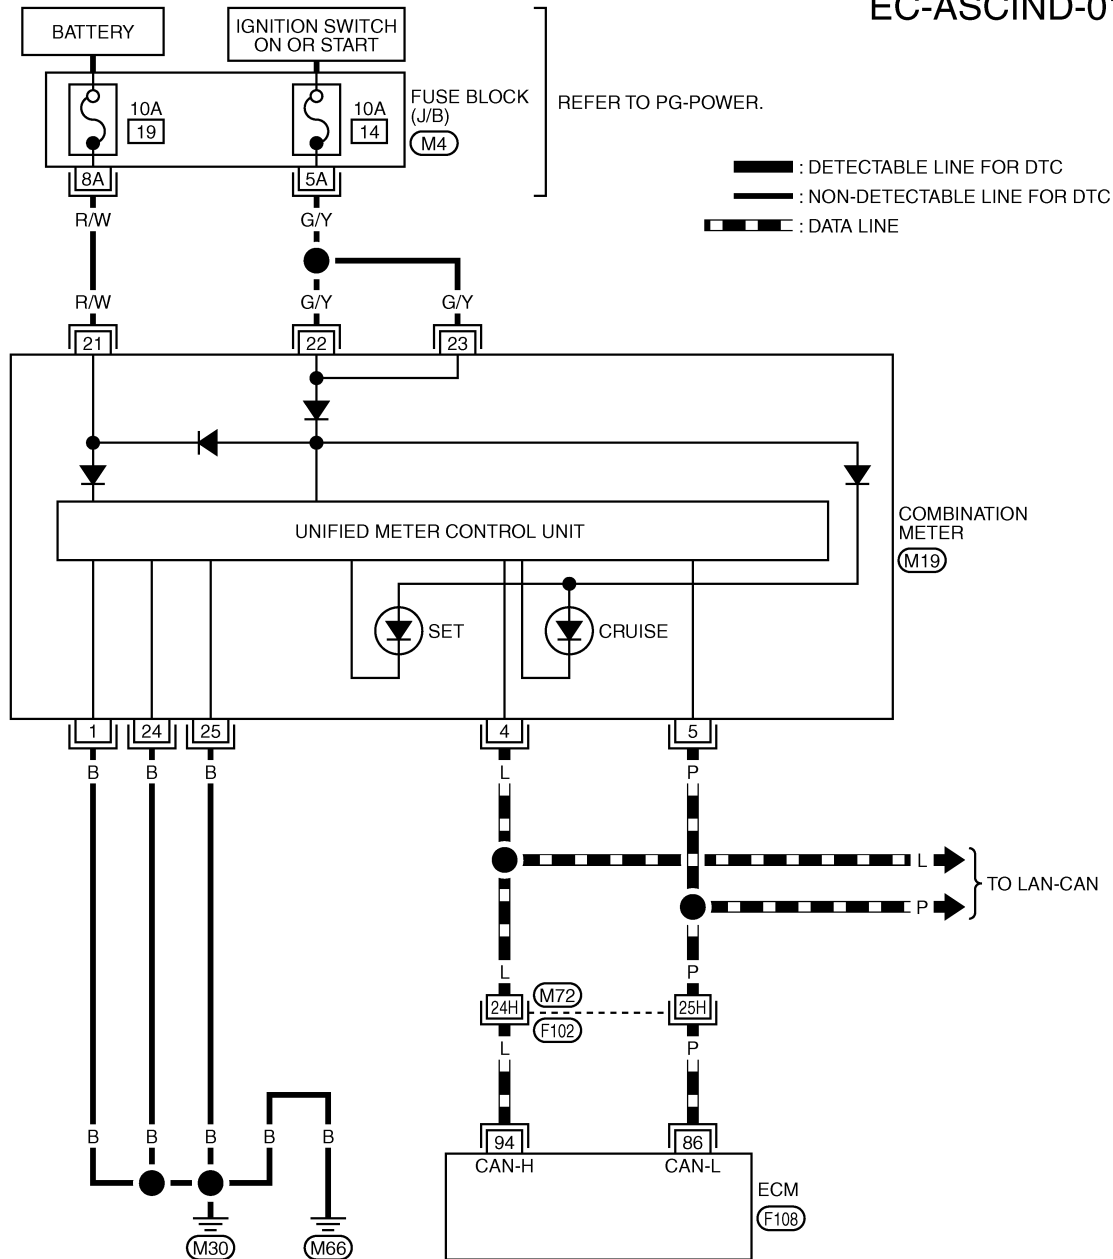 EC-ASCIND-01
BATTERY
IGNITION SWITCH
ON OR START
10A
19
10A
14
FUSE BLOCK
(J/B)
M4
REFER TO PG-POWER.
8A
5A
: DETECTABLE LINE FOR DTC
: NON-DETECTABLE LINE FOR DTC
: DATA LINE
R/W
G/Y
R/W
G/Y
G/Y
21
22
23
UNIFIED METER CONTROL UNIT
COMBINATION
METER
M19
SET
CRUISE
1
24
25
4
5
B
B
B
L
P
L
TO LAN-CAN
P
L
P
24H
M72
25H
F102
L
P
B
B
B
B
B
94
86
CAN-H
CAN-L
ECM
F108
M30
M66